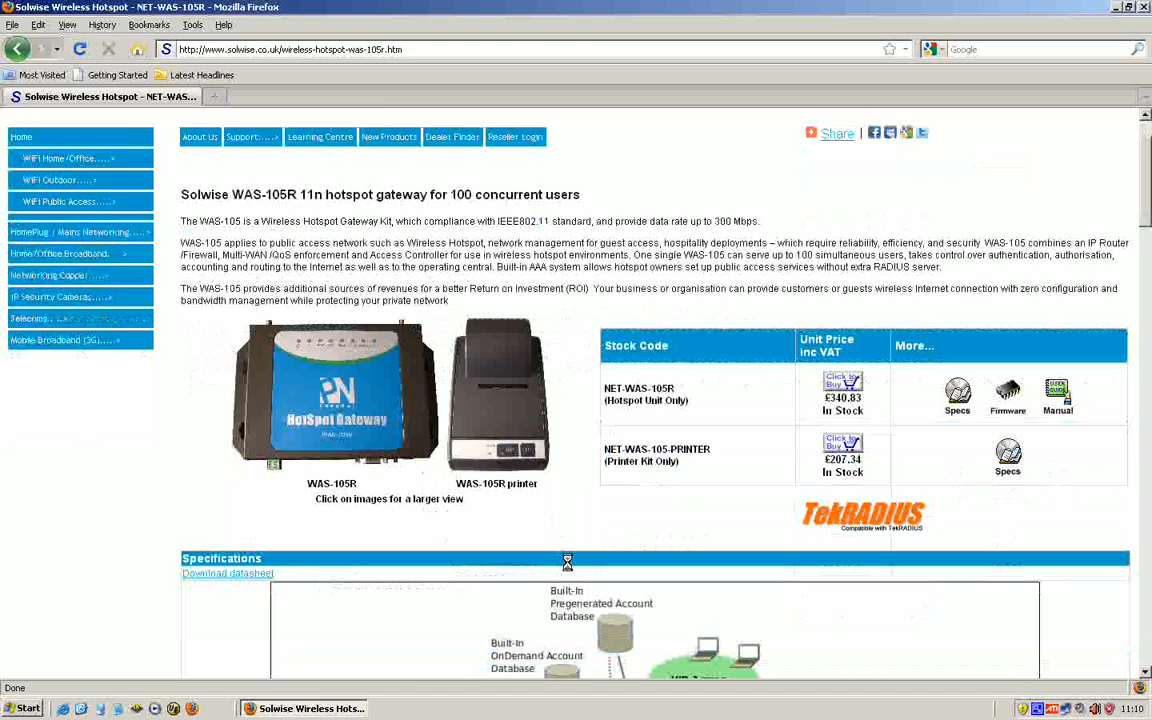 Solwise Wireless Hotspot - NET-WAS-105R - Mozilla Firefox
File Edit View History Bookmarks Tools Help
http://www.solwise.co.uk/wireless-hotspot-was-105r.htm
Google
Most Visited Getting Started Latest Headlines
Solwise Wireless Hotspot - NET-WAS...
Home
WiFi Home/Office.....>
WiFi Outdoor.....>
WiFi Public Access.....>
HomePlug / Mains Networking.....>
Home/Office Broadband. >
Networking Copper.....>
IP Security Cameras.....>
Telecoms..
Mobile Broadband (3G).....>
About Us Support:.....> Learning Centre New Products Dealer Finder Reseller Login
Share |
Solwise WAS-105R 11n hotspot gateway for 100 concurrent users
The WAS-105 is a Wireless Hotspot Gateway Kit, which compliance with IEEE802.11 standard, and provide data rate up to 300 Mbps.
WAS-105 applies to public access network such as Wireless Hotspot, network management for guest access, hospitality deployments – which require reliability, efficiency, and security WAS-105 combines an IP Router
/Firewall, Multi-WAN /QoS enforcement and Access Controller for use in wireless hotspot environments. One single WAS-105 can serve up to 100 simultaneous users, takes control over authentication, authorisation,
accounting and routing to the Internet as well as to the operating central. Built-in AAA system allows hotspot owners set up public access services without extra RADIUS server.
The WAS-105 provides additional sources of revenues for a better Return on Investment (ROI) Your business or organisation can provide customers or guests wireless Internet connection with zero configuration and
bandwidth management while protecting your private network
PN
HotSpot Gateway
WAS-105R
WAS-105R printer
Click on images for a larger view
Stock Code
Unit Price
inc VAT
More...
NET-WAS-105R
(Hotspot Unit Only)
Click to
Buy
£340.83
In Stock
Specs Firmware Manual
NET-WAS-105-PRINTER
(Printer Kit Only)
Click to
Buy
£207.34
In Stock
Specs
TekRADIUS
Compatible with TekRADIUS
Specifications
Download datasheet
Built-In
Pregenerated Account
Database
Built-In
OnDemand Account
Database
Done
Start Solwise Wireless Hots... 11:10